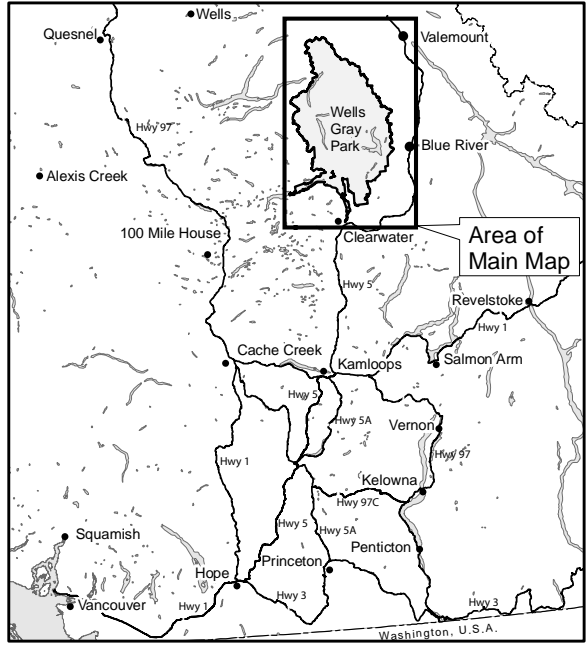 Wells
Quesnel
Valemount
Hwy 97
Wells
Gray
Park
Blue River
Alexis Creek
100 Mile House
Clearwater
Area of
Main Map
Hwy 5
Revelstoke
Hwy 1
Cache Creek
Kamloops
Salmon Arm
Hwy 5
Hwy 5A
Vernon
Hwy 97
Hwy 1
Kelowna
Hwy 97C
Hwy 5
Hwy 5A
Squamish
Princeton
Penticton
Hope
Vancouver
Hwy 1
Hwy 3
Hwy 3
Washington, U.S.A.